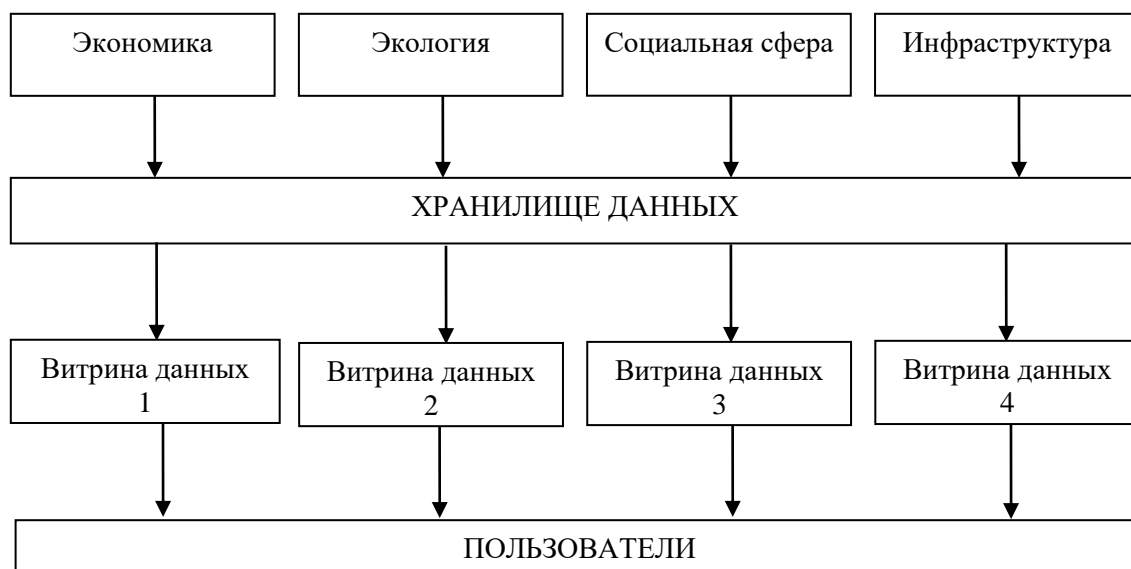 Экономика
Экология
Социальная сфера
Инфраструктура
ХРАНИЛИЩЕ ДАННЫХ
Витрина данных
1
Витрина данных
2
Витрина данных
3
Витрина данных
4
ПОЛЬЗОВАТЕЛИ